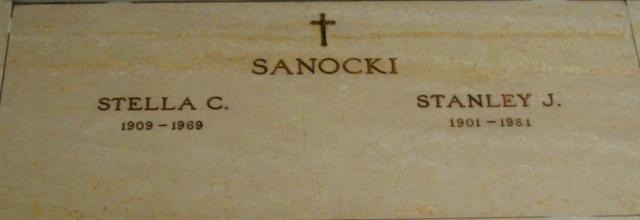 SANOCKI
STELLA C.
1909 – 1969
STANLEY J.
1901 – 1981